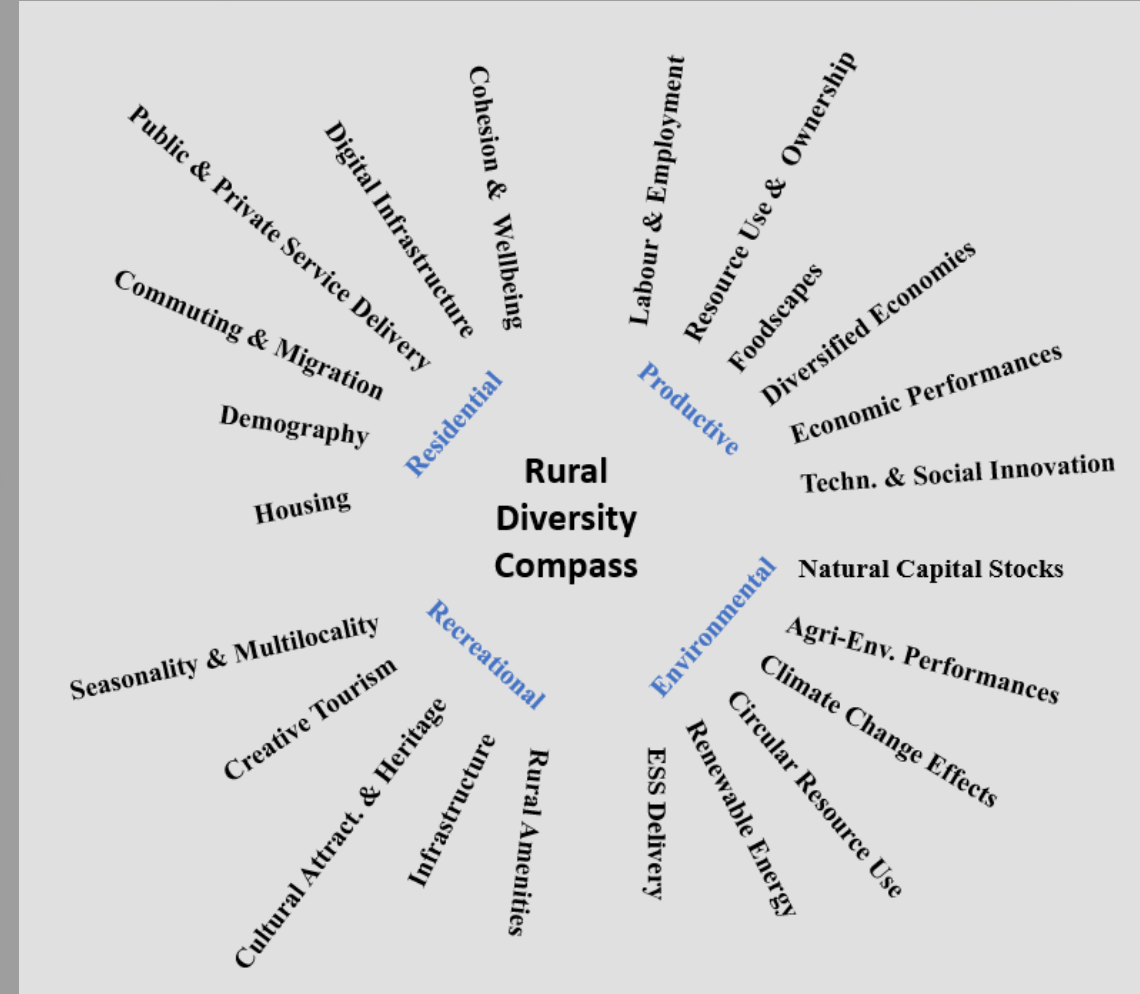 Rural
Diversity
Compass
Residential
Housing
Demography
Commuting & Migration
Public & Private Service Delivery
Digital Infrastructure
Cohesion & Wellbeing
Productive
Labour & Employment
Resource Use & Ownership
Foodscapes
Diversified Economies
Economic Performances
Techn. & Social Innovation
Environmental
Natural Capital Stocks
Agri-Env. Performances
Climate Change Effects
Circular Resource Use
Renewable Energy
ESS Delivery
Recreational
Rural Amenities
Infrastructure
Cultural Attract. & Heritage
Creative Tourism
Seasonality & Multilocality